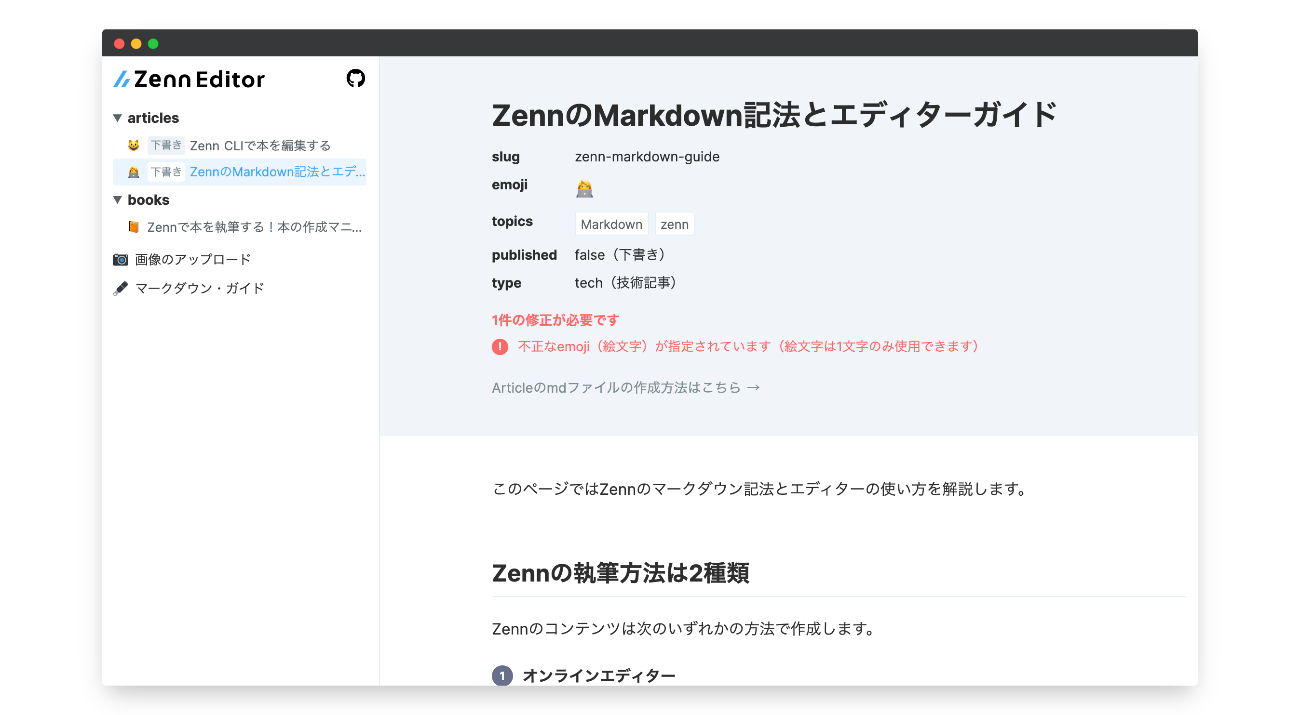 Zenn Editor
articles
下書き Zenn CLIで本を編集する
下書き ZennのMarkdown記法とエデ...
books
Zennで本を執筆する！本の作成マニ...
画像のアップロード
マークダウン・ガイド
ZennのMarkdown記法とエディターガイド
slug zenn-markdown-guide
emoji 🧑‍💻
topics Markdown zenn
published false（下書き）
type tech（技術記事）
1件の修正が必要です
不正なemoji（絵文字）が指定されています（絵文字は1文字のみ使用できます）
Articleのmdファイルの作成方法はこちら →
このページではZennのマークダウン記法とエディターの使い方を解説します。
Zennの執筆方法は2種類
Zennのコンテンツは次のいずれかの方法で作成します。
1 オンラインエディター